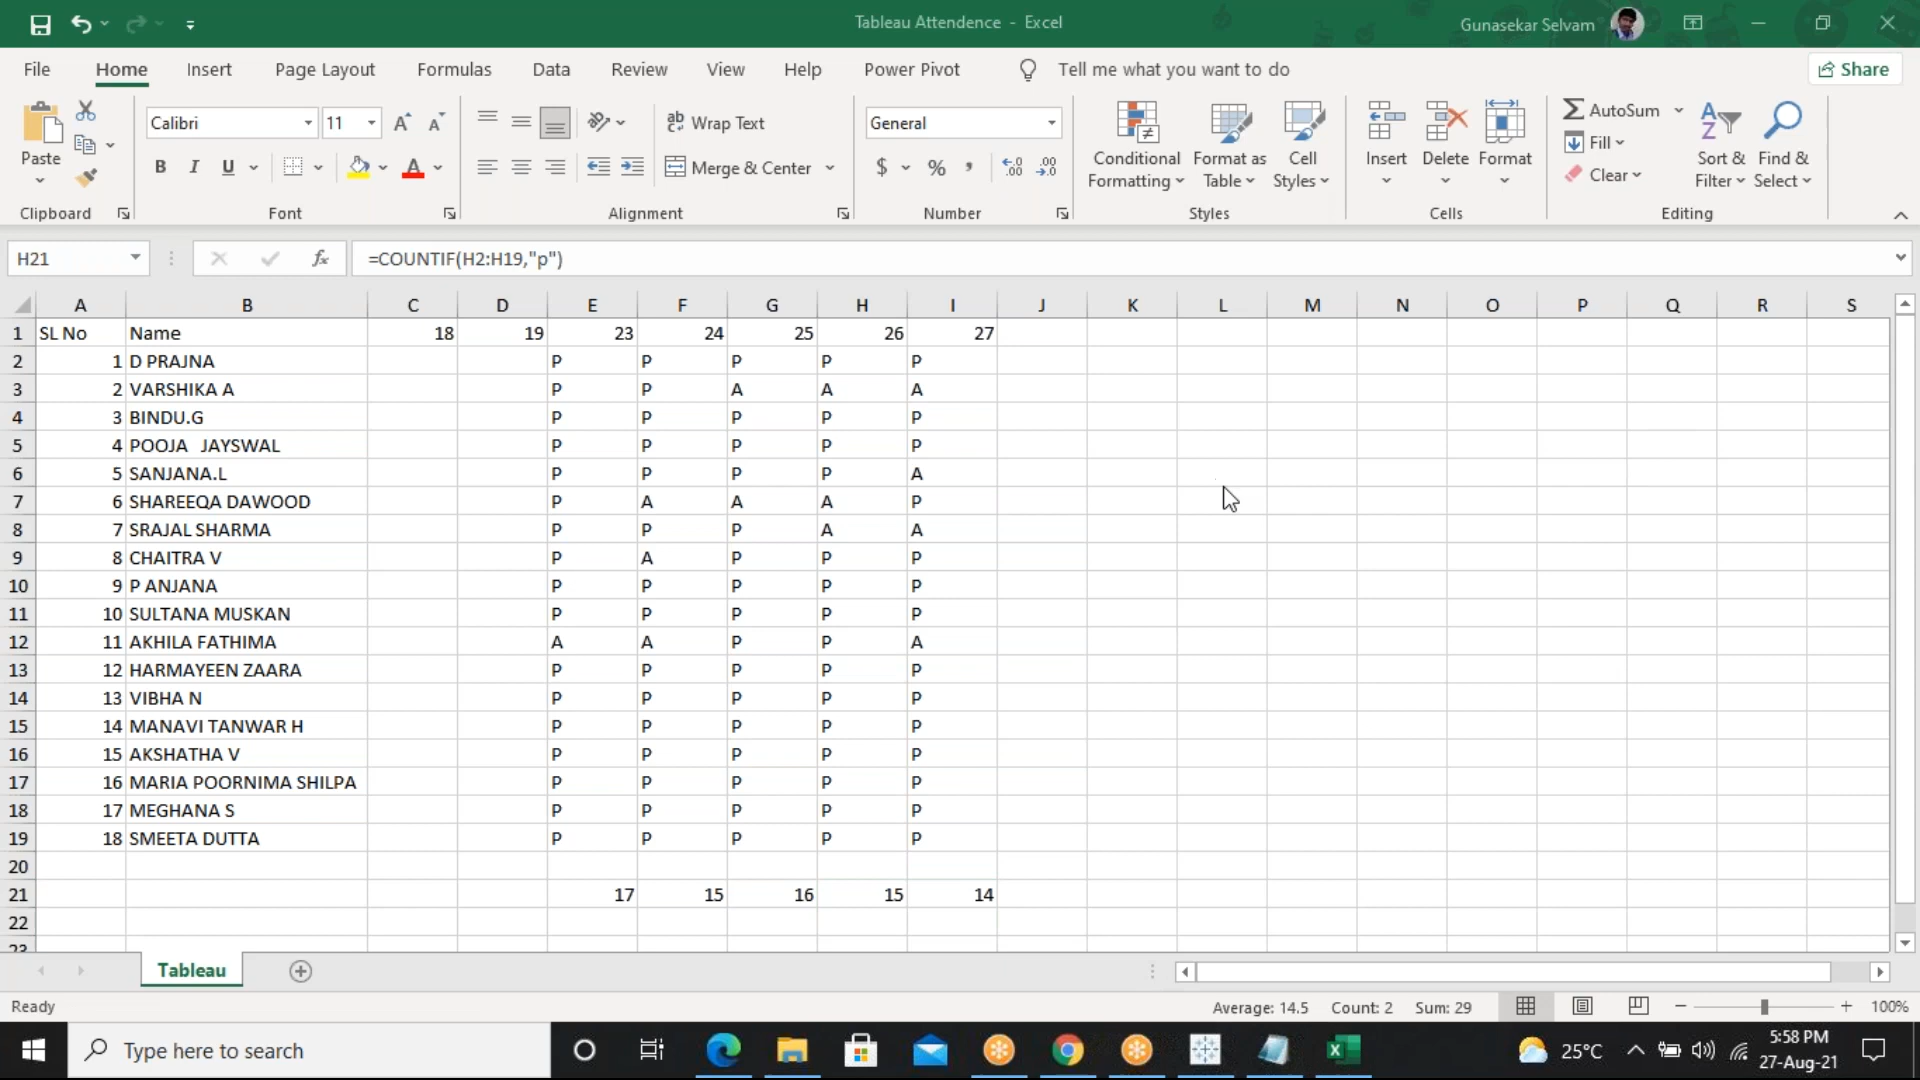 Tableau Attendence - Excel
Gunasekar Selvam
File Home Insert Page Layout Formulas Data Review View Help Power Pivot Tell me what you want to do Share
Paste
Clipboard
Calibri 11
B I U A
Font
ab Wrap Text
Merge & Center
Alignment
General
$ % , .00 .00
Number
Conditional Formatting
Format as Table
Cell Styles
Styles
Insert
Delete
Format
Cells
AutoSum
Fill
Clear
Sort & Filter
Find & Select
Editing
H21 fx =COUNTIF(H2:H19,"p")
A B C D E F G H I J K L M N O P Q R S
1 SL No Name 18 19 23 24 25 26 27
2 1 D PRAJNA P P P P P
3 2 VARSHIKA A P P A A A
4 3 BINDU.G P P P P P
5 4 POOJA JAYSWAL P P P P P
6 5 SANJANA.L P P P P A
7 6 SHAREEQA DAWOOD P A A A P
8 7 SRAJAL SHARMA P P P A A
9 8 CHAITRA V P A P P P
10 9 P ANJANA P P P P P
11 10 SULTANA MUSKAN P P P P P
12 11 AKHILA FATHIMA A A P P A
13 12 HARMAYEEN ZAARA P P P P P
14 13 VIBHA N P P P P P
15 14 MANAVI TANWAR H P P P P P
16 15 AKSHATHA V P P P P P
17 16 MARIA POORNIMA SHILPA P P P P P
18 17 MEGHANA S P P P P P
19 18 SMEETA DUTTA P P P P P
20
21 17 15 16 15 14
22
23
Tableau
Ready
Average: 14.5 Count: 2 Sum: 29 100%
Type here to search
25°C
5:58 PM
27-Aug-21